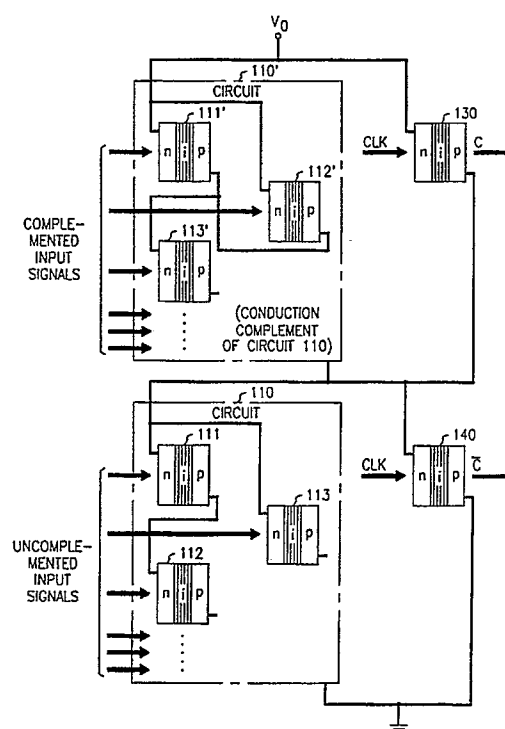 V0
110'
CIRCUIT
111'
n i p
112'
n i p
113'
n i p
CLK
130
n i p
C
COMPLE-
MENTED
INPUT
SIGNALS
(CONDUCTION
COMPLEMENT
OF CIRCUIT 110)
110
CIRCUIT
111
n i p
113
n i p
112
n i p
CLK
140
n i p
C̅
UNCOMPLE-
MENTED
INPUT
SIGNALS